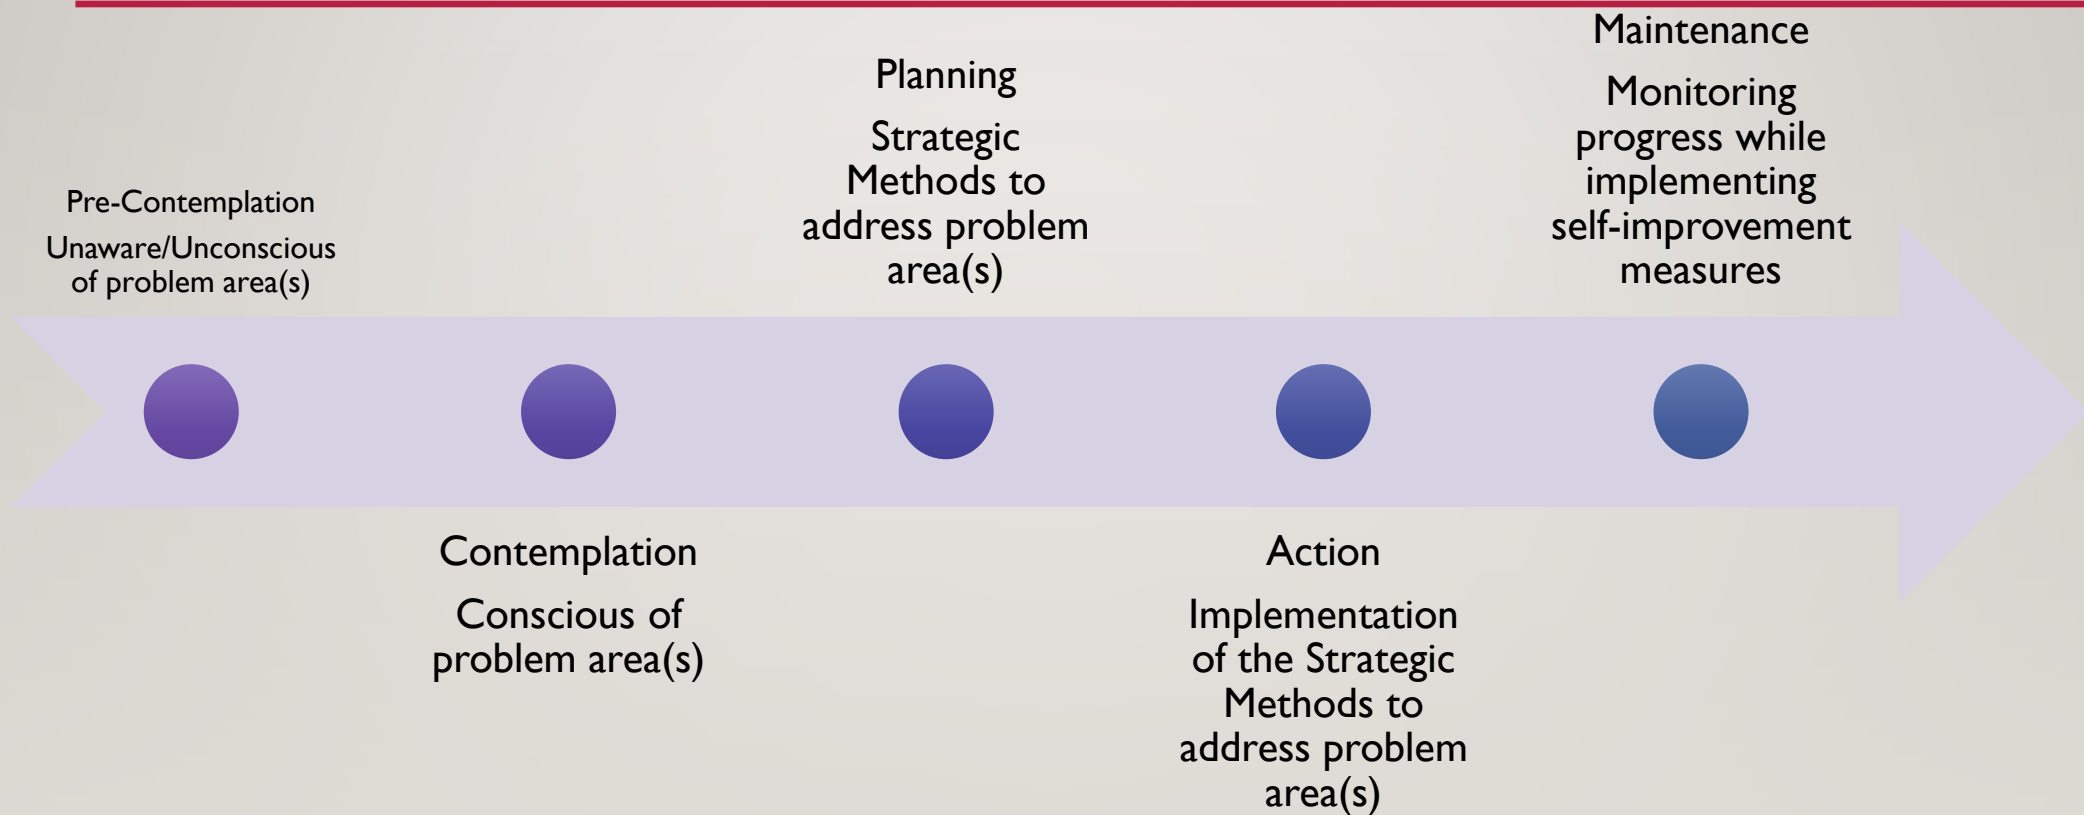 Pre-Contemplation
Unaware/Unconscious
of problem area(s)
Contemplation
Conscious of
problem area(s)
Planning
Strategic
Methods to
address problem
area(s)
Action
Implementation
of the Strategic
Methods to
address problem
area(s)
Maintenance
Monitoring
progress while
implementing
self-improvement
measures